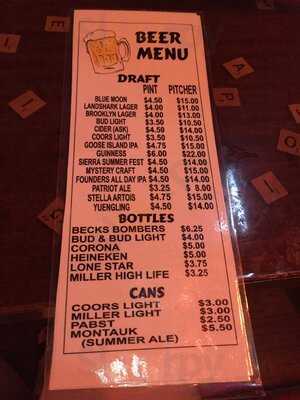 BEER
MENU
DRAFT
PINT PITCHER
BLUE MOON $4.50 $15.00
LANDSHARK LAGER $4.00 $11.00
BROOKLYN LAGER $4.00 $13.00
BUD LIGHT $3.50 $10.50
CIDER (ASK) $4.50 $14.00
COORS LIGHT $3.50 $10.50
GOOSE ISLAND IPA $4.75 $15.00
GUINNESS $6.00 $22.00
SIERRA SUMMER FEST $4.50 $14.00
MYSTERY CRAFT $4.50 $15.00
FOUNDERS ALL DAY IPA $4.50 $14.00
PATRIOT ALE $3.25 $ 8.00
STELLA ARTOIS $4.75 $15.00
YUENGLING $4.50 $14.00
BOTTLES
BECKS BOMBERS $6.25
BUD & BUD LIGHT $4.00
CORONA $5.00
HEINEKEN $5.00
LONE STAR $3.75
MILLER HIGH LIFE $3.25
CANS
COORS LIGHT $3.00
MILLER LIGHT $3.00
PABST $2.50
MONTAUK $5.50
(SUMMER ALE)